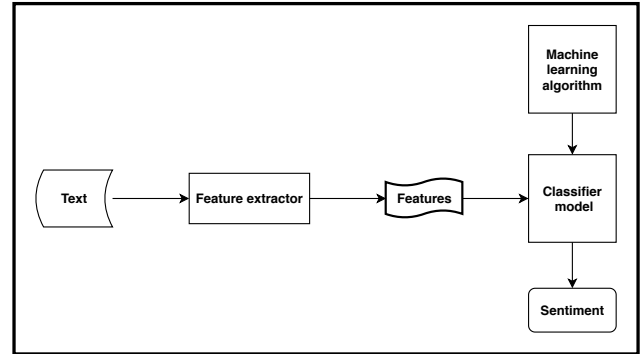 Machine
learning
algorithm
Text
Feature extractor
Features
Classifier
model
Sentiment